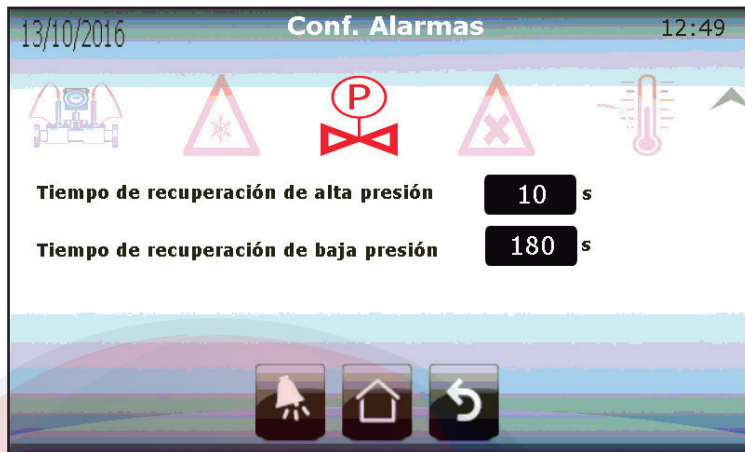 13/10/2016 Conf. Alarmas 12:49
P
Tiempo de recuperación de alta presión 10 s
Tiempo de recuperación de baja presión 180 s